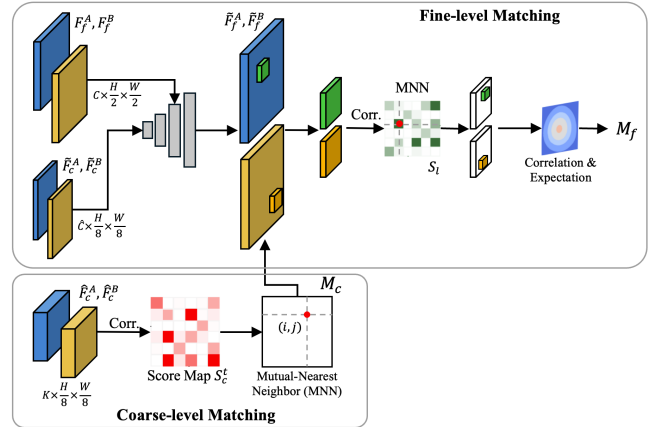 Fine-level Matching
F_f^A, F_f^B
C×H/2×W/2
F̃_f^A, F̃_f^B
MNN
Corr.
S_l
Correlation &
Expectation
M_f
F̃_c^A, F̃_c^B
Ĉ×H/8×W/8
F̂_c^A, F̂_c^B
Corr.
K×H/8×W/8
Score Map S_c^t
M_c
(i, j)
Mutual-Nearest
Neighbor (MNN)
Coarse-level Matching